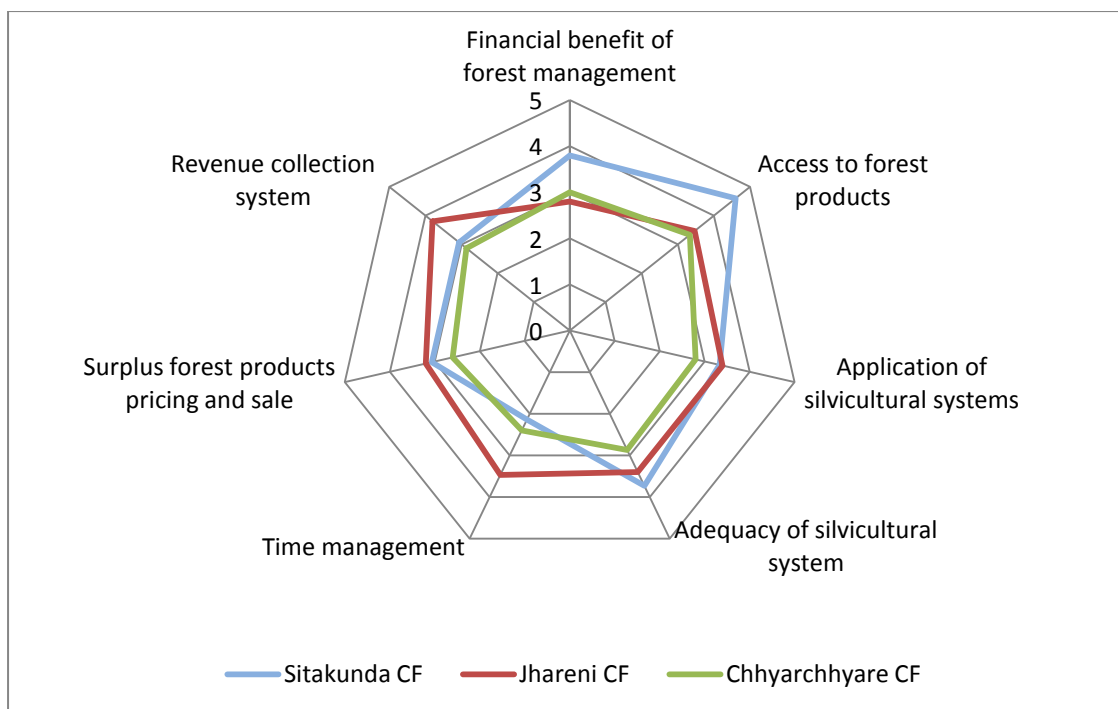 Financial benefit of
forest management
5
4
3
2
1
0
Access to forest
products
Application of
silvicultural systems
Adequacy of silvicultural
system
Time management
Surplus forest products
pricing and sale
Revenue collection
system
Sitakunda CF
Jhareni CF
Chhyarchhyare CF